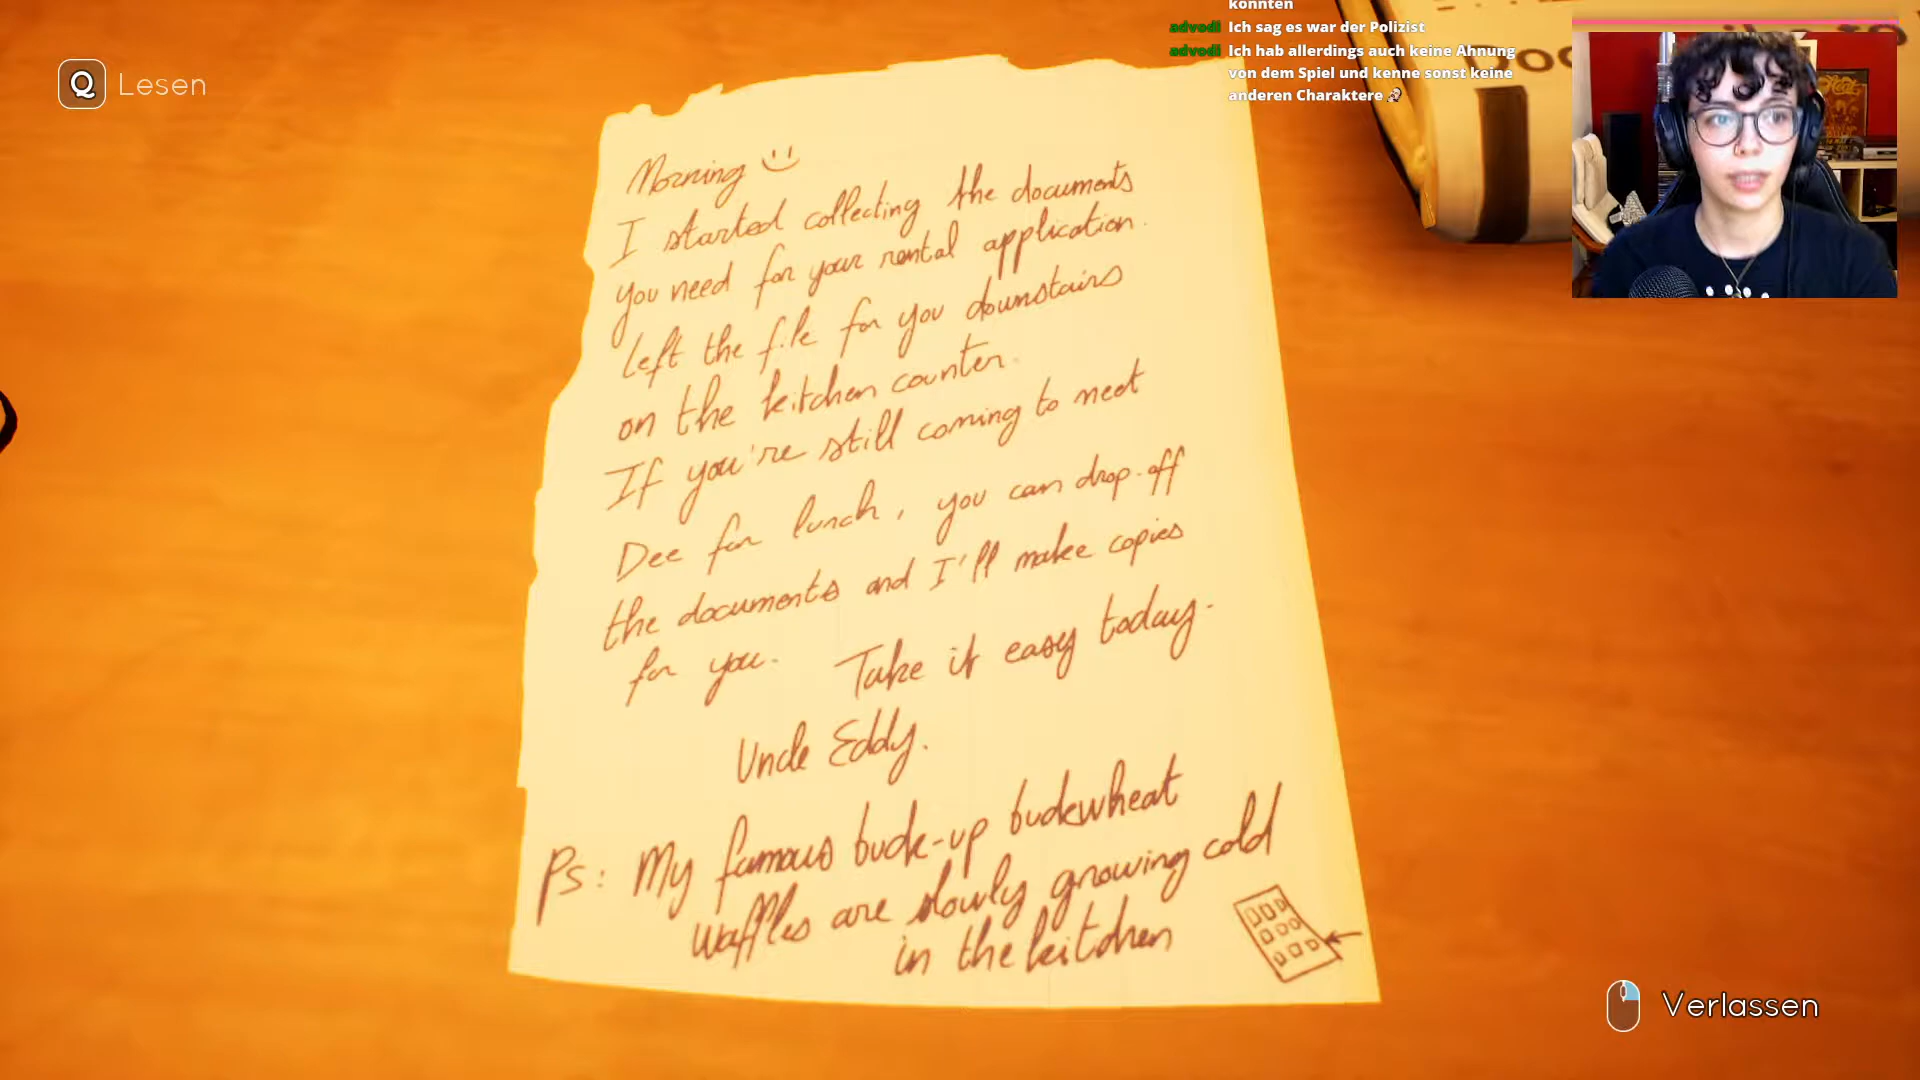 konnten
advodi Ich sag es war der Polizist
advodi Ich hab allerdings auch keine Ahnung
von dem Spiel und kenne sonst keine
anderen Charaktere
Q Lesen
Morning
I started collecting the documents
you need for your rental application.
Left the file for you downstairs
on the kitchen counter.
If you're still coming to meet
Dee for lunch, you can drop-off
the documents and I'll make copies
for you. Take it easy today.
Uncle Eddy.
Ps: My famous buck-up buckwheat
waffles are slowly growing cold
in the kitchen
Verlassen